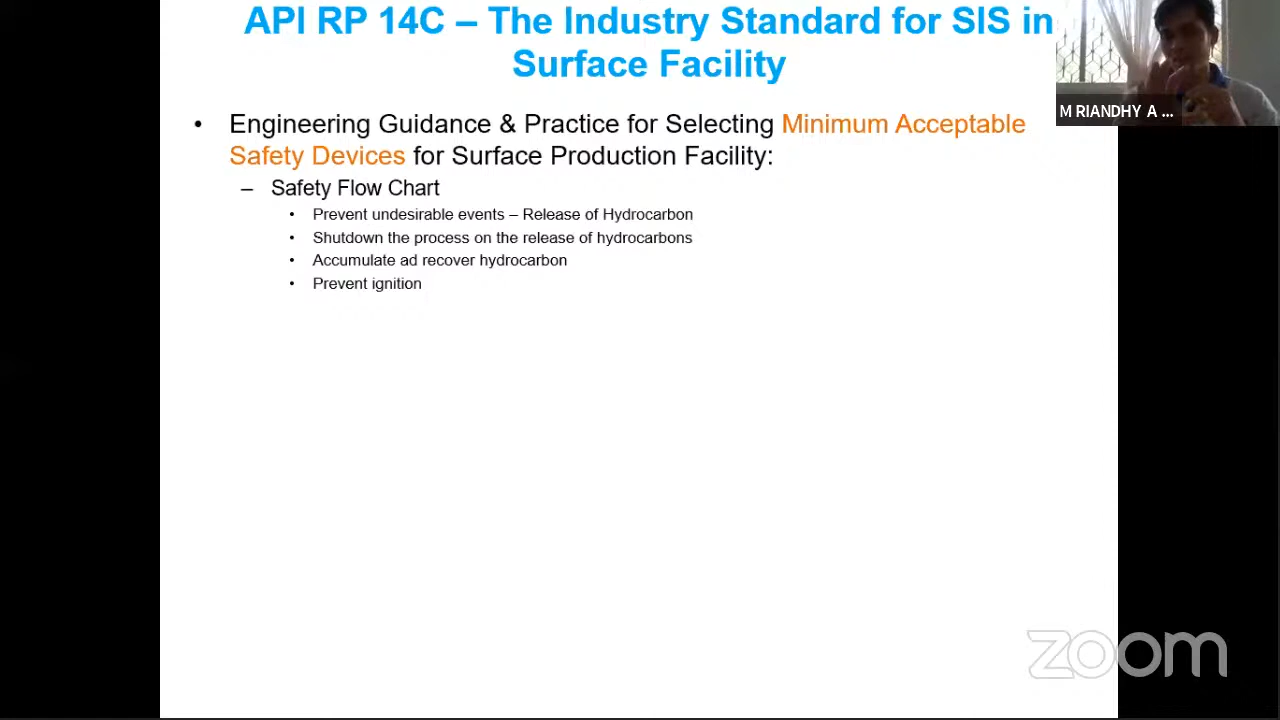 API RP 14C – The Industry Standard for SIS in
Surface Facility
• Engineering Guidance & Practice for Selecting Minimum Acceptable
Safety Devices for Surface Production Facility:
– Safety Flow Chart
• Prevent undesirable events – Release of Hydrocarbon
• Shutdown the process on the release of hydrocarbons
• Accumulate ad recover hydrocarbon
• Prevent ignition
M RIANDHY A ...
zoom